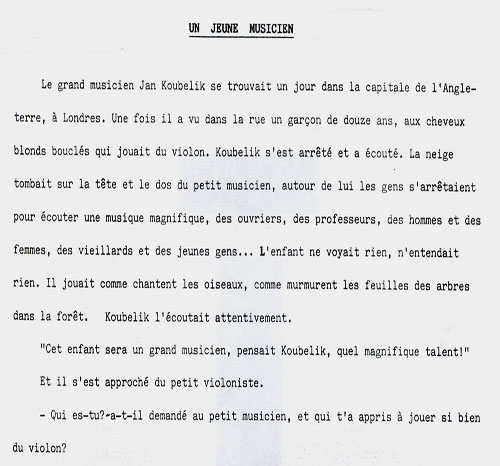 UN JEUNE MUSICIEN
Le grand musicien Jan Koubelik se trouvait un jour dans la capitale de l'Angle-
terre, à Londres. Une fois il a vu dans la rue un garçon de douze ans, aux cheveux
blonds bouclés qui jouait du violon. Koubelik s'est arrêté et a écouté. La neige
tombait sur la tête et le dos du petit musicien, autour de lui les gens s'arrêtaient
pour écouter une musique magnifique, des ouvriers, des professeurs, des hommes et des
femmes, des vieillards et des jeunes gens... L'enfant ne voyait rien, n'entendait
rien. Il jouait comme chantent les oiseaux, comme murmurent les feuilles des arbres
dans la forêt. Koubelik l'écoutait attentivement.
"Cet enfant sera un grand musicien, pensait Koubelik, quel magnifique talent!"
Et il s'est approché du petit violoniste.
- Qui es-tu?-a-t-il demandé au petit musicien, et qui t'a appris à jouer si bien
du violon?